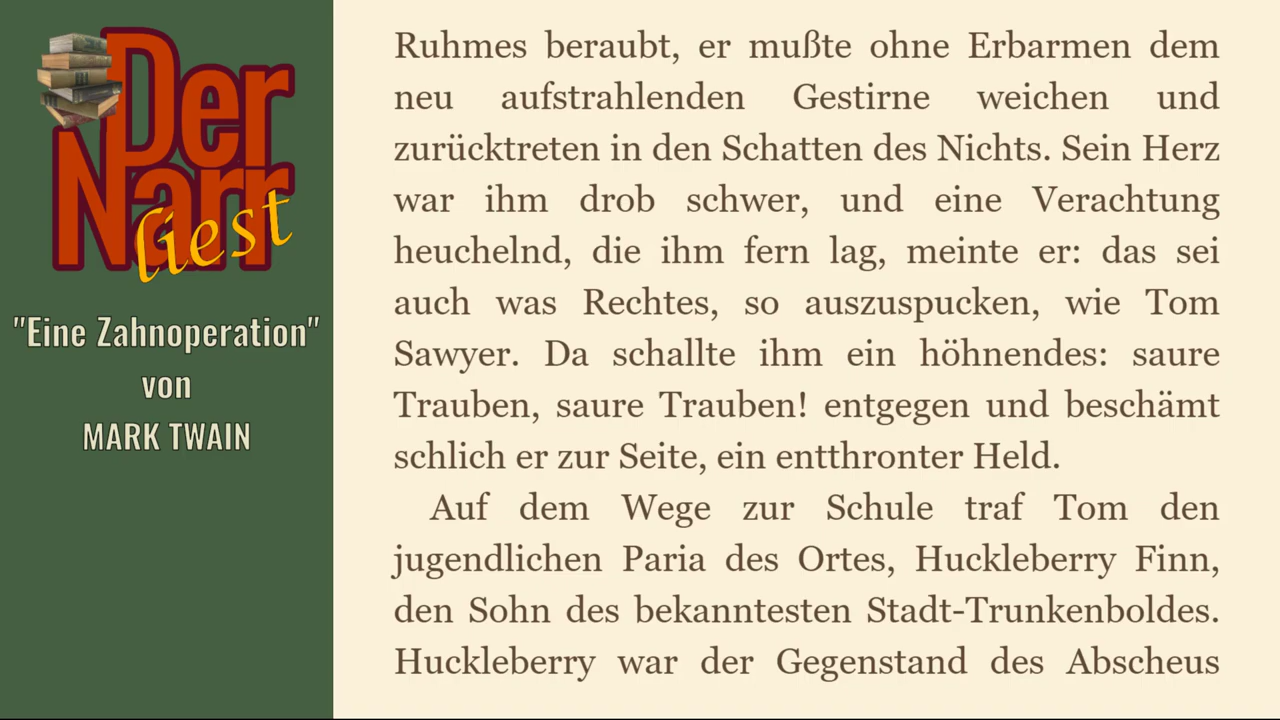 Der
Narr
liest
"Eine Zahnoperation"
von
MARK TWAIN
Ruhmes beraubt, er mußte ohne Erbarmen dem
neu aufstrahlenden Gestirne weichen und
zurücktreten in den Schatten des Nichts. Sein Herz
war ihm drob schwer, und eine Verachtung
heuchelnd, die ihm fern lag, meinte er: das sei
auch was Rechtes, so auszuspucken, wie Tom
Sawyer. Da schallte ihm ein höhnendes: saure
Trauben, saure Trauben! entgegen und beschämt
schlich er zur Seite, ein entthronter Held.
Auf dem Wege zur Schule traf Tom den
jugendlichen Paria des Ortes, Huckleberry Finn,
den Sohn des bekanntesten Stadt-Trunkenboldes.
Huckleberry war der Gegenstand des Abscheus